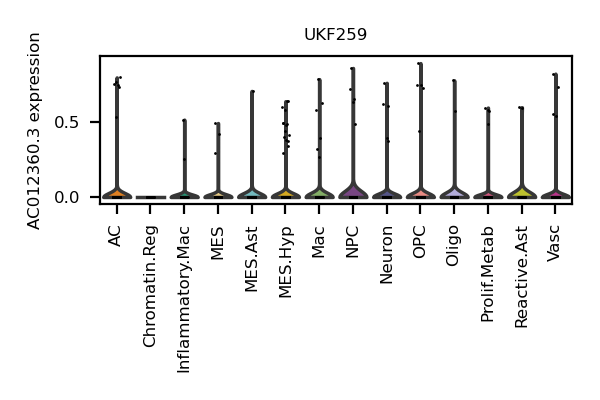 UKF259
AC012360.3 expression
0.5
0.0
AC
Chromatin.Reg
Inflammatory.Mac
MES
MES.Ast
MES.Hyp
Mac
NPC
Neuron
OPC
Oligo
Prolif.Metab
Reactive.Ast
Vasc